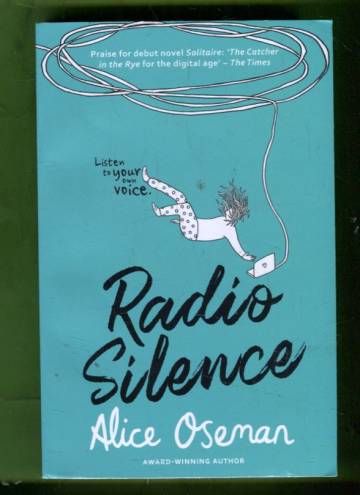 Praise for debut novel Solitaire: 'The Catcher
in the Rye for the digital age' – The Times
Listen
to your
own
voice.
Radio
Silence
Alice Oseman
AWARD-WINNING AUTHOR